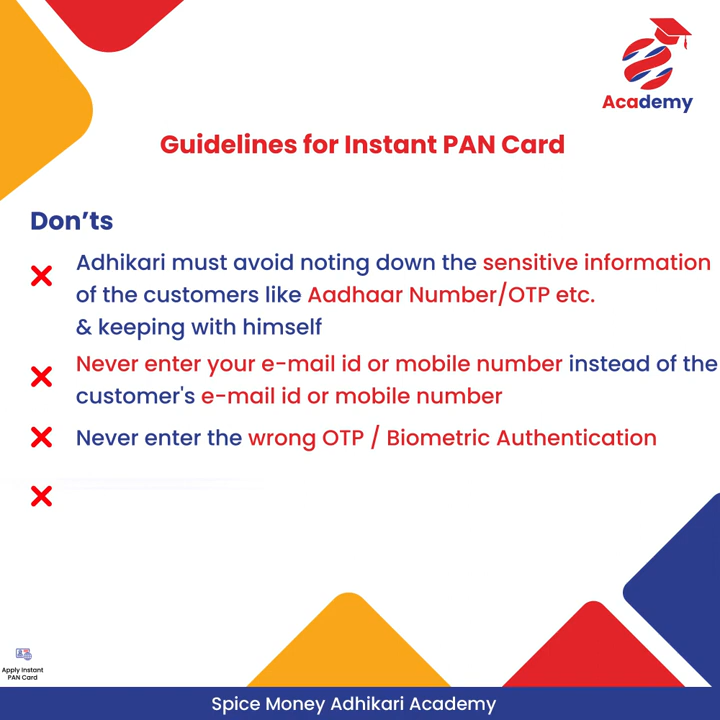 Academy
Guidelines for Instant PAN Card
Don’ts
Adhikari must avoid noting down the sensitive information
of the customers like Aadhaar Number/OTP etc.
& keeping with himself
Never enter your e-mail id or mobile number instead of the
customer's e-mail id or mobile number
Never enter the wrong OTP / Biometric Authentication
Apply Instant
PAN Card
Spice Money Adhikari Academy